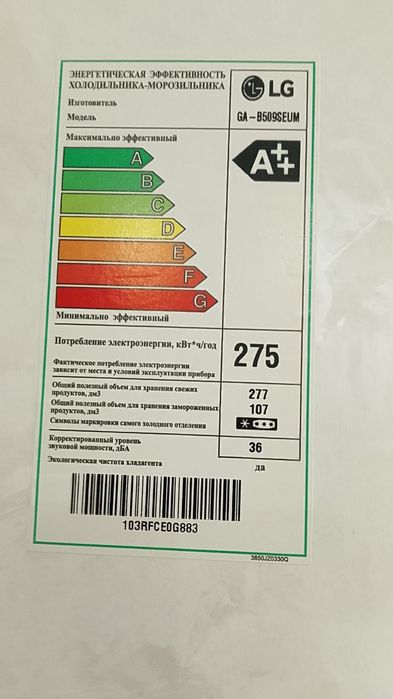 ЭНЕРГЕТИЧЕСКАЯ ЭФФЕКТИВНОСТЬ
ХОЛОДИЛЬНИКА-МОРОЗИЛЬНИКА
LG
Изготовитель
Модель
GA-B509SEUM
Максимально эффективный
A++
A
B
C
D
E
F
G
Минимально эффективный
Потребление электроэнергии, кВт*ч/год
275
Фактическое потребление электроэнергии
зависит от места и условий эксплуатации прибора
Общий полезный объем для хранения свежих
продуктов, дм3
277
Общий полезный объем для хранения замороженных
продуктов, дм3
107
Символы маркировки самого холодного отделения
Корректированный уровень
звуковой мощности, дБА
36
Экологическая чистота хладагента
да
103RFCE0G883
3850JZ0330Q